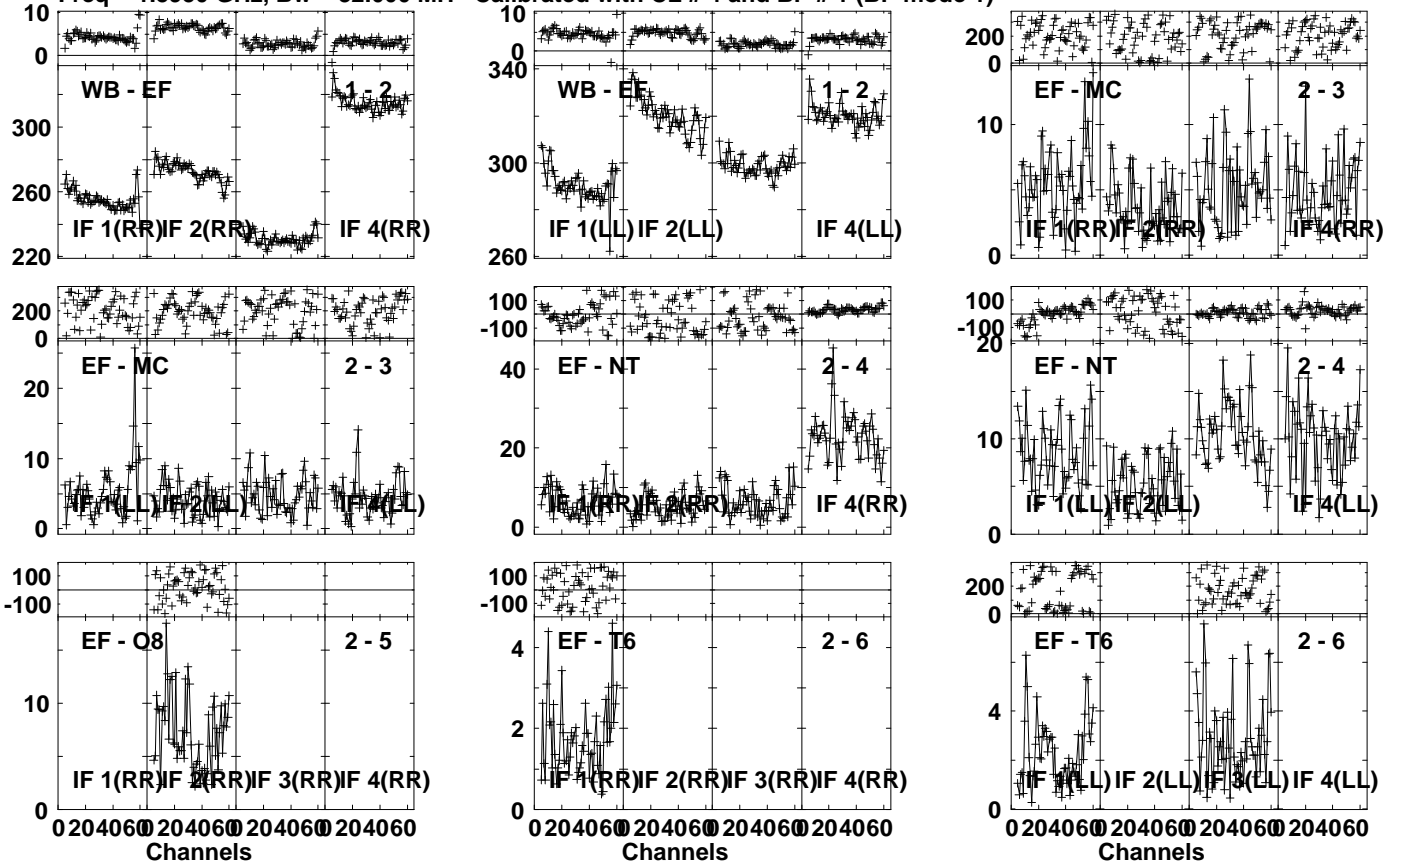 10
0
WB - EF
1 - 2
300
260
220
IF 1(RR)
IF 2(RR)
IF 4(RR)
10
5
0
WB - EF
1 - 2
340
300
260
IF 1(LL)
IF 2(LL)
IF 4(LL)
200
0
EF - MC
2 - 3
10
0
IF 1(RR)
IF 2(RR)
IF 4(RR)
200
0
EF - MC
2 - 3
20
10
0
IF 1(LL)
IF 2(LL)
IF 4(LL)
100
-100
EF - NT
2 - 4
40
20
0
IF 1(RR)
IF 2(RR)
IF 4(RR)
100
-100
EF - NT
2 - 4
20
10
0
IF 1(LL)
IF 2(LL)
IF 4(LL)
100
-100
EF - O8
2 - 5
10
0
IF 1(RR)
IF 2(RR)
IF 3(RR)
IF 4(RR)
0 204060 0 204060 0 204060 0 204060
Channels
100
-100
EF - T6
2 - 6
4
2
0
IF 1(RR)
IF 2(RR)
IF 3(RR)
IF 4(RR)
0 204060 0 204060 0 204060 0 204060
Channels
200
0
EF - T6
2 - 6
4
0
IF 1(LL)
IF 2(LL)
IF 3(LL)
IF 4(LL)
0 204060 0 204060 0 204060 0 204060
Channels